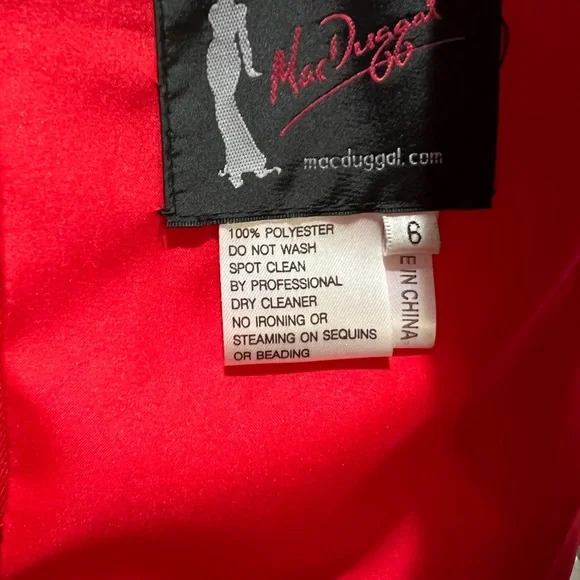 Mac Duggal
macduggal.com
100% POLYESTER
DO NOT WASH
SPOT CLEAN
BY PROFESSIONAL
DRY CLEANER
NO IRONING OR
STEAMING ON SEQUINS
OR BEADING
6
E IN CHINA